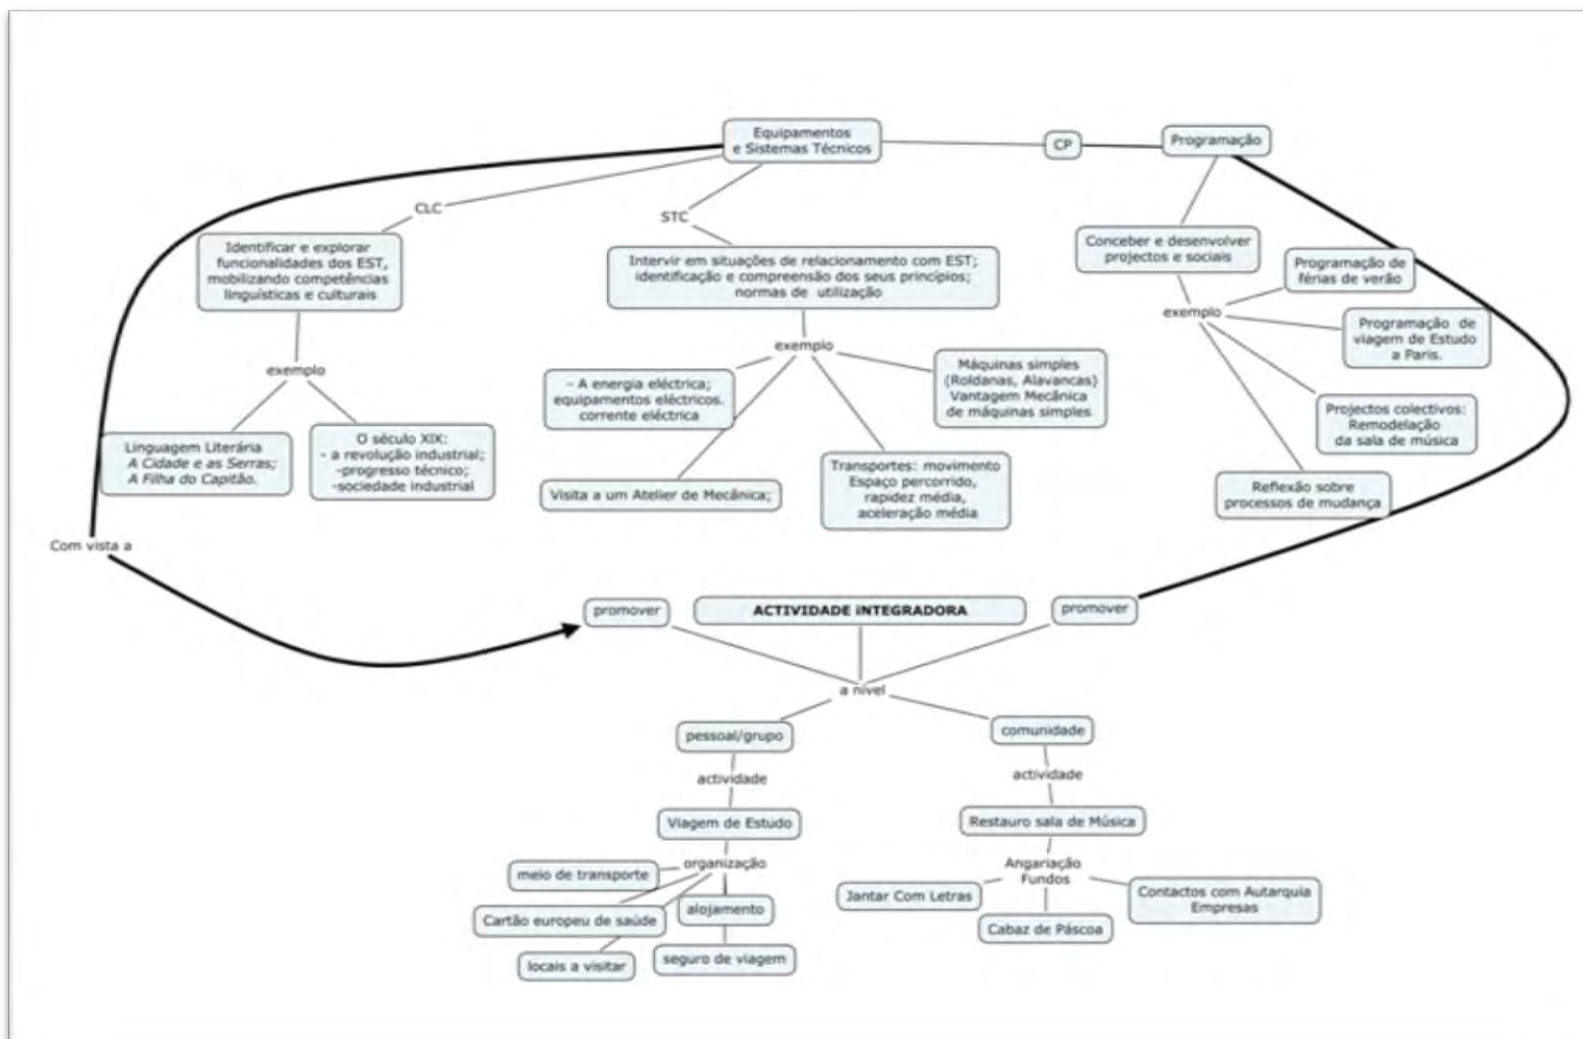 Equipamentos
e Sistemas Técnicos
CP
Programação
CLC
STC
Identificar e explorar
funcionalidades dos EST,
mobilizando competências
linguísticas e culturais
Intervir em situações de relacionamento com EST;
identificação e compreensão dos seus princípios;
normas de utilização
Conceber e desenvolver
projectos e sociais
exemplo
Linguagem Literária
A Cidade e as Serras;
A Filha do Capitão.
O século XIX:
- a revolução industrial;
-progresso técnico;
-sociedade industrial
exemplo
- A energia eléctrica;
equipamentos eléctricos.
corrente eléctrica
Visita a um Atelier de Mecânica;
Transportes: movimento
Espaço percorrido,
rapidez média,
aceleração média
Máquinas simples
(Roldanas, Alavancas)
Vantagem Mecânica
de máquinas simples
exemplo
Programação de
férias de verão
Programação de
viagem de Estudo
a Paris.
Projectos colectivos:
Remodelação
da sala de música
Reflexão sobre
processos de mudança
Com vista a
promover
ACTIVIDADE iNTEGRADORA
promover
a nível
pessoal/grupo
actividade
Viagem de Estudo
organização
meio de transporte
Cartão europeu de saúde
alojamento
locais a visitar
seguro de viagem
comunidade
actividade
Restauro sala de Música
Angariação
Fundos
Jantar Com Letras
Cabaz de Páscoa
Contactos com Autarquia
Empresas